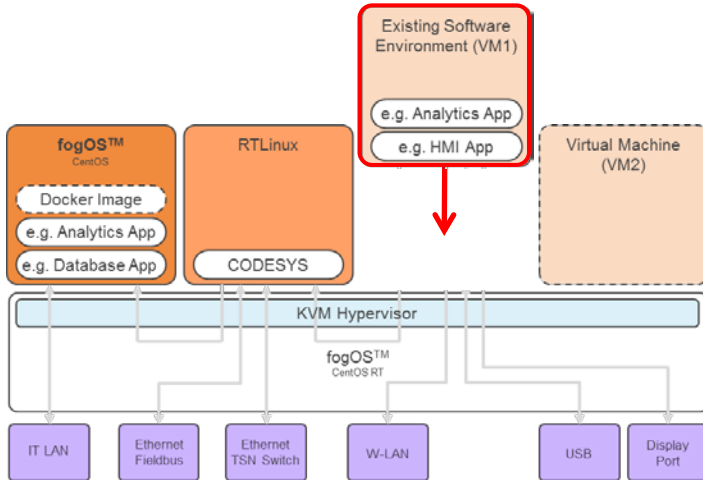 Existing Software
Environment (VM1)
e.g. Analytics App
e.g. HMI App
fogOS™
CentOS
Docker Image
e.g. Analytics App
e.g. Database App
RTLinux
CODESYS
Virtual Machine
(VM2)
KVM Hypervisor
fogOS™
CentOS RT
IT LAN
Ethernet
Fieldbus
Ethernet
TSN Switch
W-LAN
USB
Display
Port